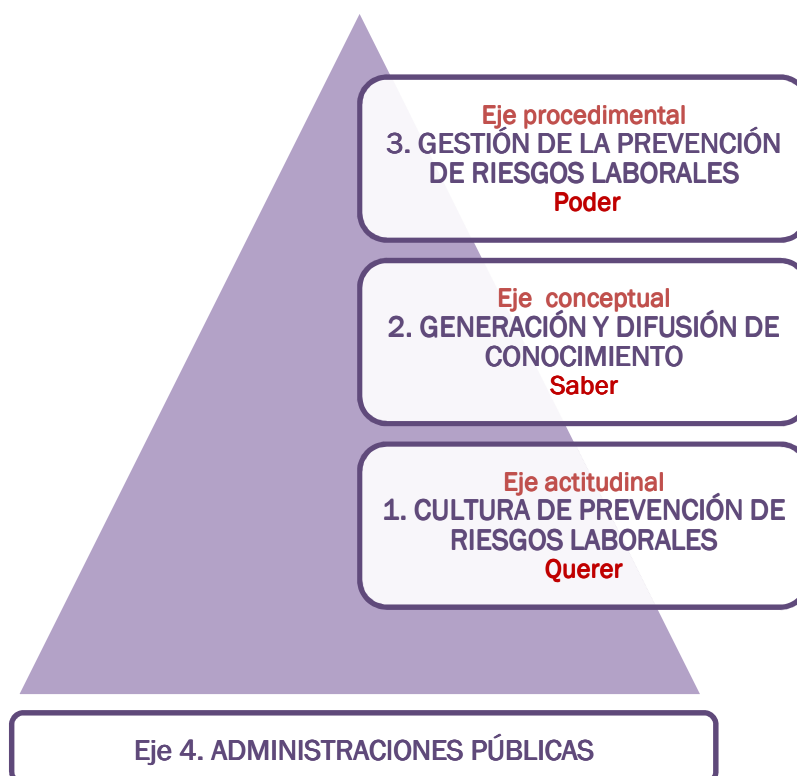 Eje procedimental
3. GESTIÓN DE LA PREVENCIÓN
DE RIESGOS LABORALES
Poder
Eje conceptual
2. GENERACIÓN Y DIFUSIÓN DE
CONOCIMIENTO
Saber
Eje actitudinal
1. CULTURA DE PREVENCIÓN DE
RIESGOS LABORALES
Querer
Eje 4. ADMINISTRACIONES PÚBLICAS